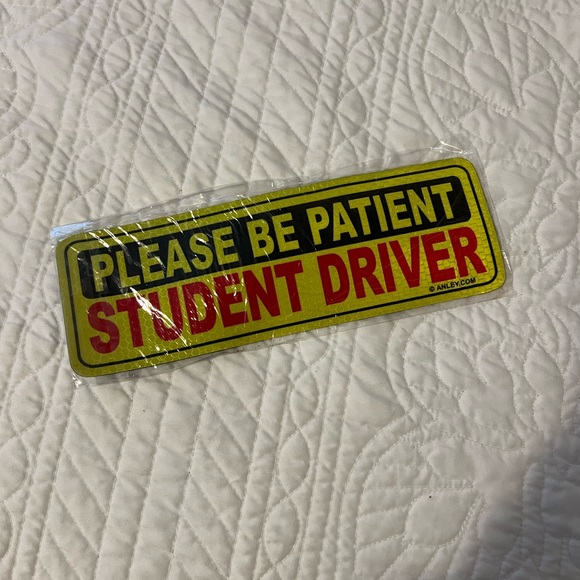 PLEASE BE PATIENT
STUDENT DRIVER
© ANLEY.COM